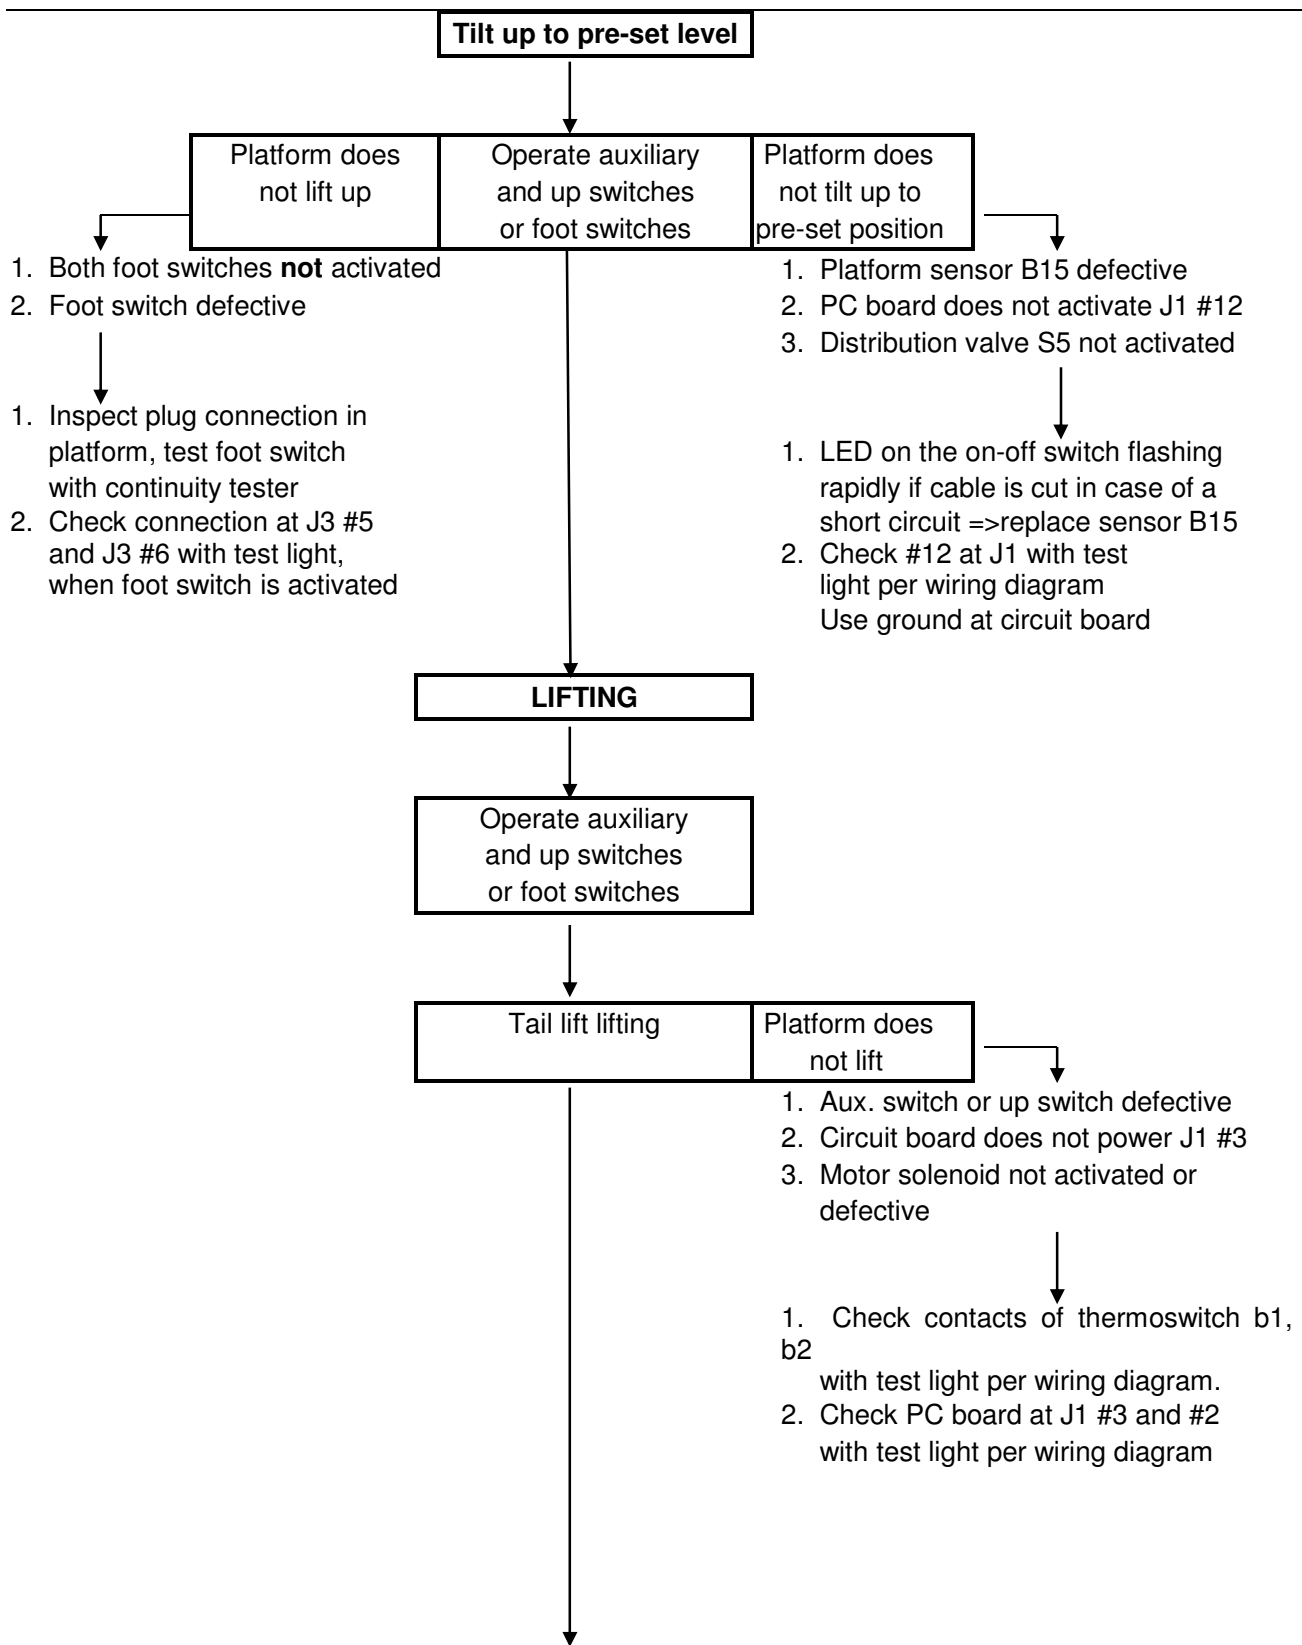 Tilt up to pre-set level
Platform does
not lift up
Operate auxiliary
and up switches
or foot switches
Platform does
not tilt up to
pre-set position
1. Both foot switches not activated
2. Foot switch defective
1. Platform sensor B15 defective
2. PC board does not activate J1 #12
3. Distribution valve S5 not activated
1. Inspect plug connection in
platform, test foot switch
with continuity tester
2. Check connection at J3 #5
and J3 #6 with test light,
when foot switch is activated
1. LED on the on-off switch flashing
rapidly if cable is cut in case of a
short circuit =>replace sensor B15
2. Check #12 at J1 with test
light per wiring diagram
Use ground at circuit board
LIFTING
Operate auxiliary
and up switches
or foot switches
Tail lift lifting
Platform does
not lift
1. Aux. switch or up switch defective
2. Circuit board does not power J1 #3
3. Motor solenoid not activated or
defective
1. Check contacts of thermoswitch b1,
b2
with test light per wiring diagram.
2. Check PC board at J1 #3 and #2
with test light per wiring diagram